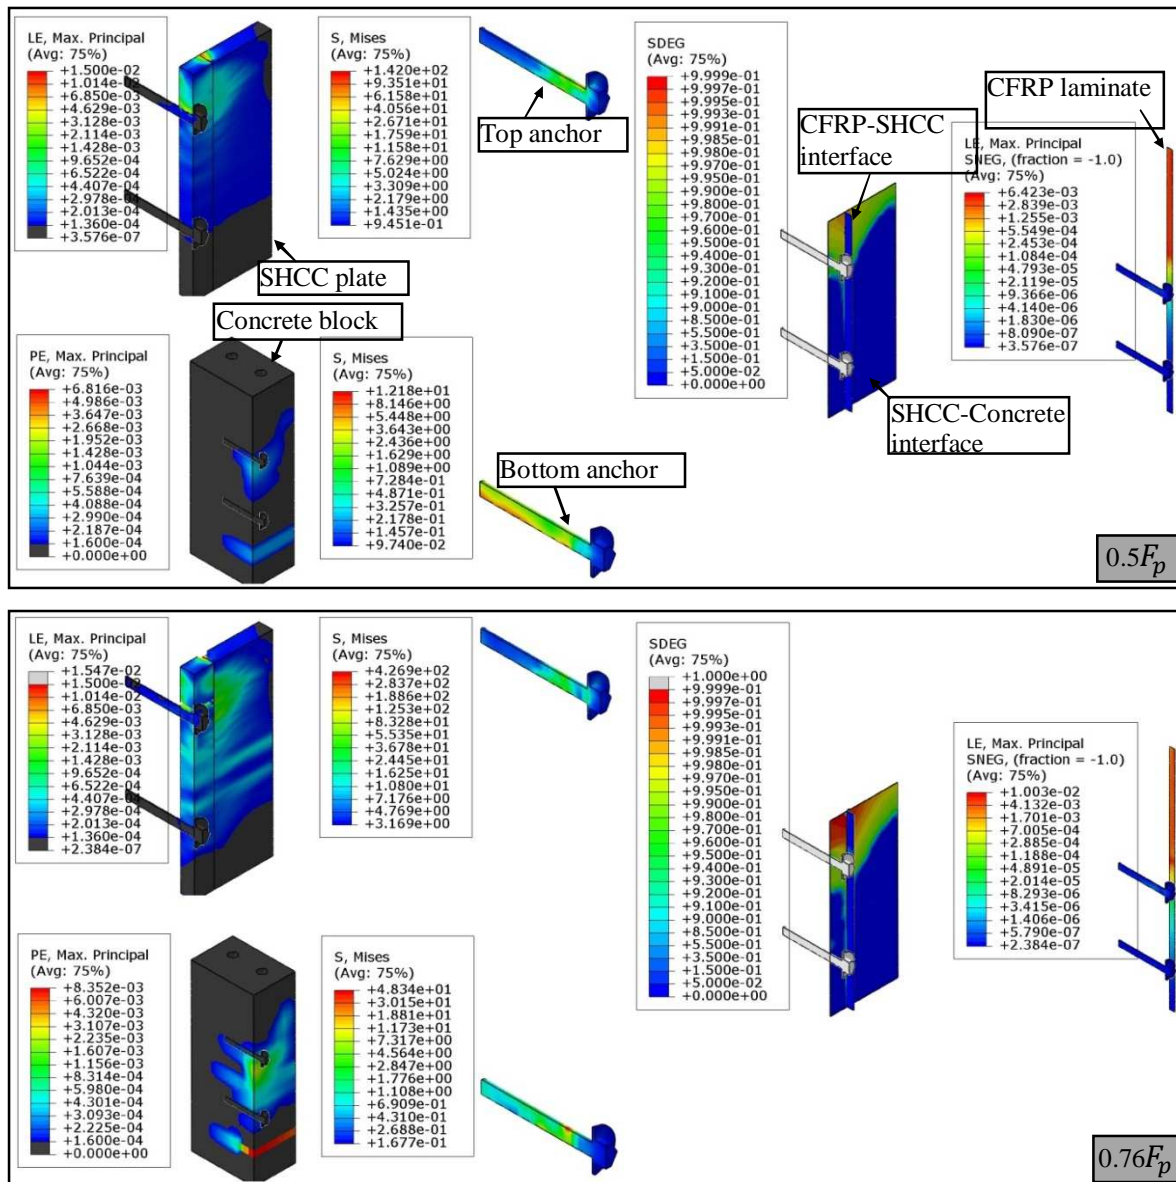 LE, Max. Principal
(Avg: 75%)
+1.500e-02
+1.014e-02
+6.850e-03
+4.629e-03
+3.128e-03
+2.114e-03
+1.428e-03
+9.652e-04
+6.522e-04
+4.407e-04
+2.978e-04
+2.013e-04
+1.360e-04
+3.576e-07
SHCC plate
S, Mises
(Avg: 75%)
+1.420e+02
+9.351e+01
+6.158e+01
+4.056e+01
+2.671e+01
+1.759e+01
+1.158e+01
+7.629e+00
+5.024e+00
+3.309e+00
+2.179e+00
+1.435e+00
+9.451e-01
Top anchor
SDEG
(Avg: 75%)
+9.999e-01
+9.997e-01
+9.995e-01
+9.993e-01
+9.991e-01
+9.985e-01
+9.980e-01
+9.970e-01
+9.950e-01
+9.900e-01
+9.800e-01
+9.700e-01
+9.600e-01
+9.500e-01
+9.400e-01
+9.300e-01
+9.200e-01
+9.100e-01
+9.000e-01
+8.500e-01
+5.500e-01
+3.500e-01
+1.500e-01
+5.000e-02
+0.000e+00
CFRP-SHCC
interface
SHCC-Concrete
interface
CFRP laminate
LE, Max. Principal
SNEG, (fraction = -1.0)
(Avg: 75%)
+6.423e-03
+2.839e-03
+1.255e-03
+5.549e-04
+2.453e-04
+1.084e-04
+4.793e-05
+2.119e-05
+9.366e-06
+4.140e-06
+1.830e-06
+8.090e-07
+3.576e-07
PE, Max. Principal
(Avg: 75%)
+6.816e-03
+4.986e-03
+3.647e-03
+2.668e-03
+1.952e-03
+1.428e-03
+1.044e-03
+7.639e-04
+5.588e-04
+4.088e-04
+2.990e-04
+2.187e-04
+1.600e-04
+0.000e+00
Concrete block
S, Mises
(Avg: 75%)
+1.218e+01
+8.146e+00
+5.448e+00
+3.643e+00
+2.436e+00
+1.629e+00
+1.089e+00
+7.284e-01
+4.871e-01
+3.257e-01
+2.178e-01
+1.457e-01
+9.740e-02
Bottom anchor
0.5Fp
LE, Max. Principal
(Avg: 75%)
+1.547e-02
+1.500e-02
+1.014e-02
+6.850e-03
+4.629e-03
+3.128e-03
+2.114e-03
+1.428e-03
+9.652e-04
+6.522e-04
+4.407e-04
+2.978e-04
+2.013e-04
+1.360e-04
+2.384e-07
S, Mises
(Avg: 75%)
+4.269e+02
+2.837e+02
+1.886e+02
+1.253e+02
+8.328e+01
+5.535e+01
+3.678e+01
+2.445e+01
+1.625e+01
+1.080e+01
+7.176e+00
+4.769e+00
+3.169e+00
SDEG
(Avg: 75%)
+1.000e+00
+9.999e-01
+9.997e-01
+9.995e-01
+9.993e-01
+9.991e-01
+9.985e-01
+9.980e-01
+9.970e-01
+9.950e-01
+9.900e-01
+9.800e-01
+9.700e-01
+9.600e-01
+9.500e-01
+9.400e-01
+9.300e-01
+9.200e-01
+9.100e-01
+9.000e-01
+8.500e-01
+5.500e-01
+3.500e-01
+1.500e-01
+5.000e-02
+0.000e+00
LE, Max. Principal
SNEG, (fraction = -1.0)
(Avg: 75%)
+1.003e-02
+4.132e-03
+1.701e-03
+7.005e-04
+2.885e-04
+1.188e-04
+4.891e-05
+2.014e-05
+8.293e-06
+3.415e-06
+1.406e-06
+5.790e-07
+2.384e-07
PE, Max. Principal
(Avg: 75%)
+8.352e-03
+6.007e-03
+4.320e-03
+3.107e-03
+2.235e-03
+1.607e-03
+1.156e-03
+8.314e-04
+5.980e-04
+4.301e-04
+3.093e-04
+2.225e-04
+1.600e-04
+0.000e+00
S, Mises
(Avg: 75%)
+4.834e+01
+3.015e+01
+1.881e+01
+1.173e+01
+7.317e+00
+4.564e+00
+2.847e+00
+1.776e+00
+1.108e+00
+6.909e-01
+4.310e-01
+2.688e-01
+1.677e-01
0.76Fp